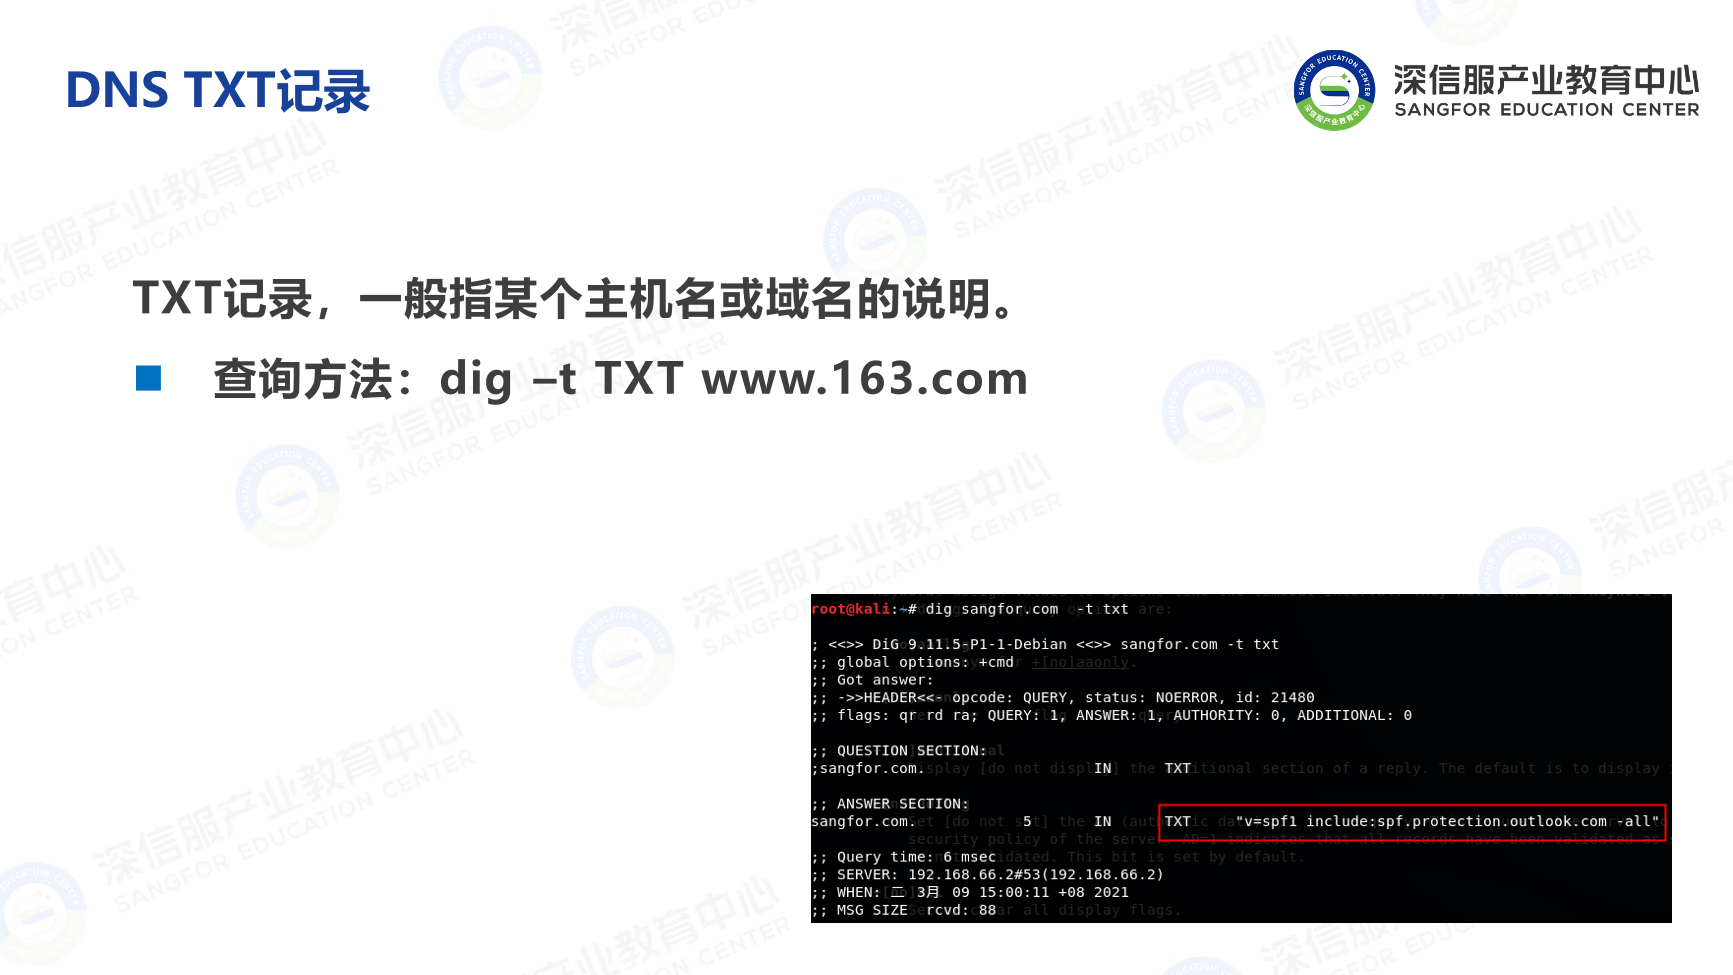 DNS TXT记录
深信服产业教育中心
SANGFOR EDUCATION CENTER
TXT记录，一般指某个主机名或域名的说明。
■ 查询方法：dig –t TXT www.163.com
root@kali:~# dig sangfor.com  -t txt
; <<>> DiG 9.11.5-P1-1-Debian <<>> sangfor.com -t txt
;; global options: +cmd
;; Got answer:
;; ->>HEADER<<- opcode: QUERY, status: NOERROR, id: 21480
;; flags: qr rd ra; QUERY: 1, ANSWER: 1, AUTHORITY: 0, ADDITIONAL: 0
;; QUESTION SECTION:
;sangfor.com. IN TXT
;; ANSWER SECTION:
sangfor.com. 5 IN TXT "v=spf1 include:spf.protection.outlook.com -all"
;; Query time: 6 msec
;; SERVER: 192.168.66.2#53(192.168.66.2)
;; WHEN: 二 3月 09 15:00:11 +08 2021
;; MSG SIZE  rcvd: 88